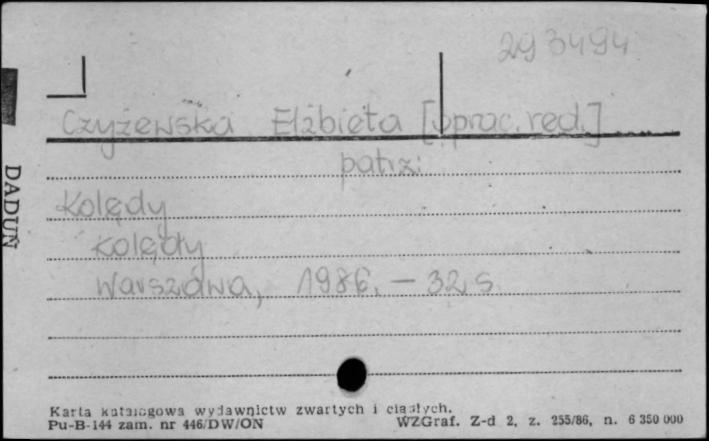 293494
Czyżewska Elżbieta [oprac. red.]
patrz:
Kolędy
Kolędy
Warszawa, 1986. – 32 s
DADUŃ
Karta katalogowa wydawnictw zwartych i ciągłych.
Pu-B-144 zam. nr 446/DW/ON WZGraf. Z-d 2, z. 255/86, n. 6 350 000